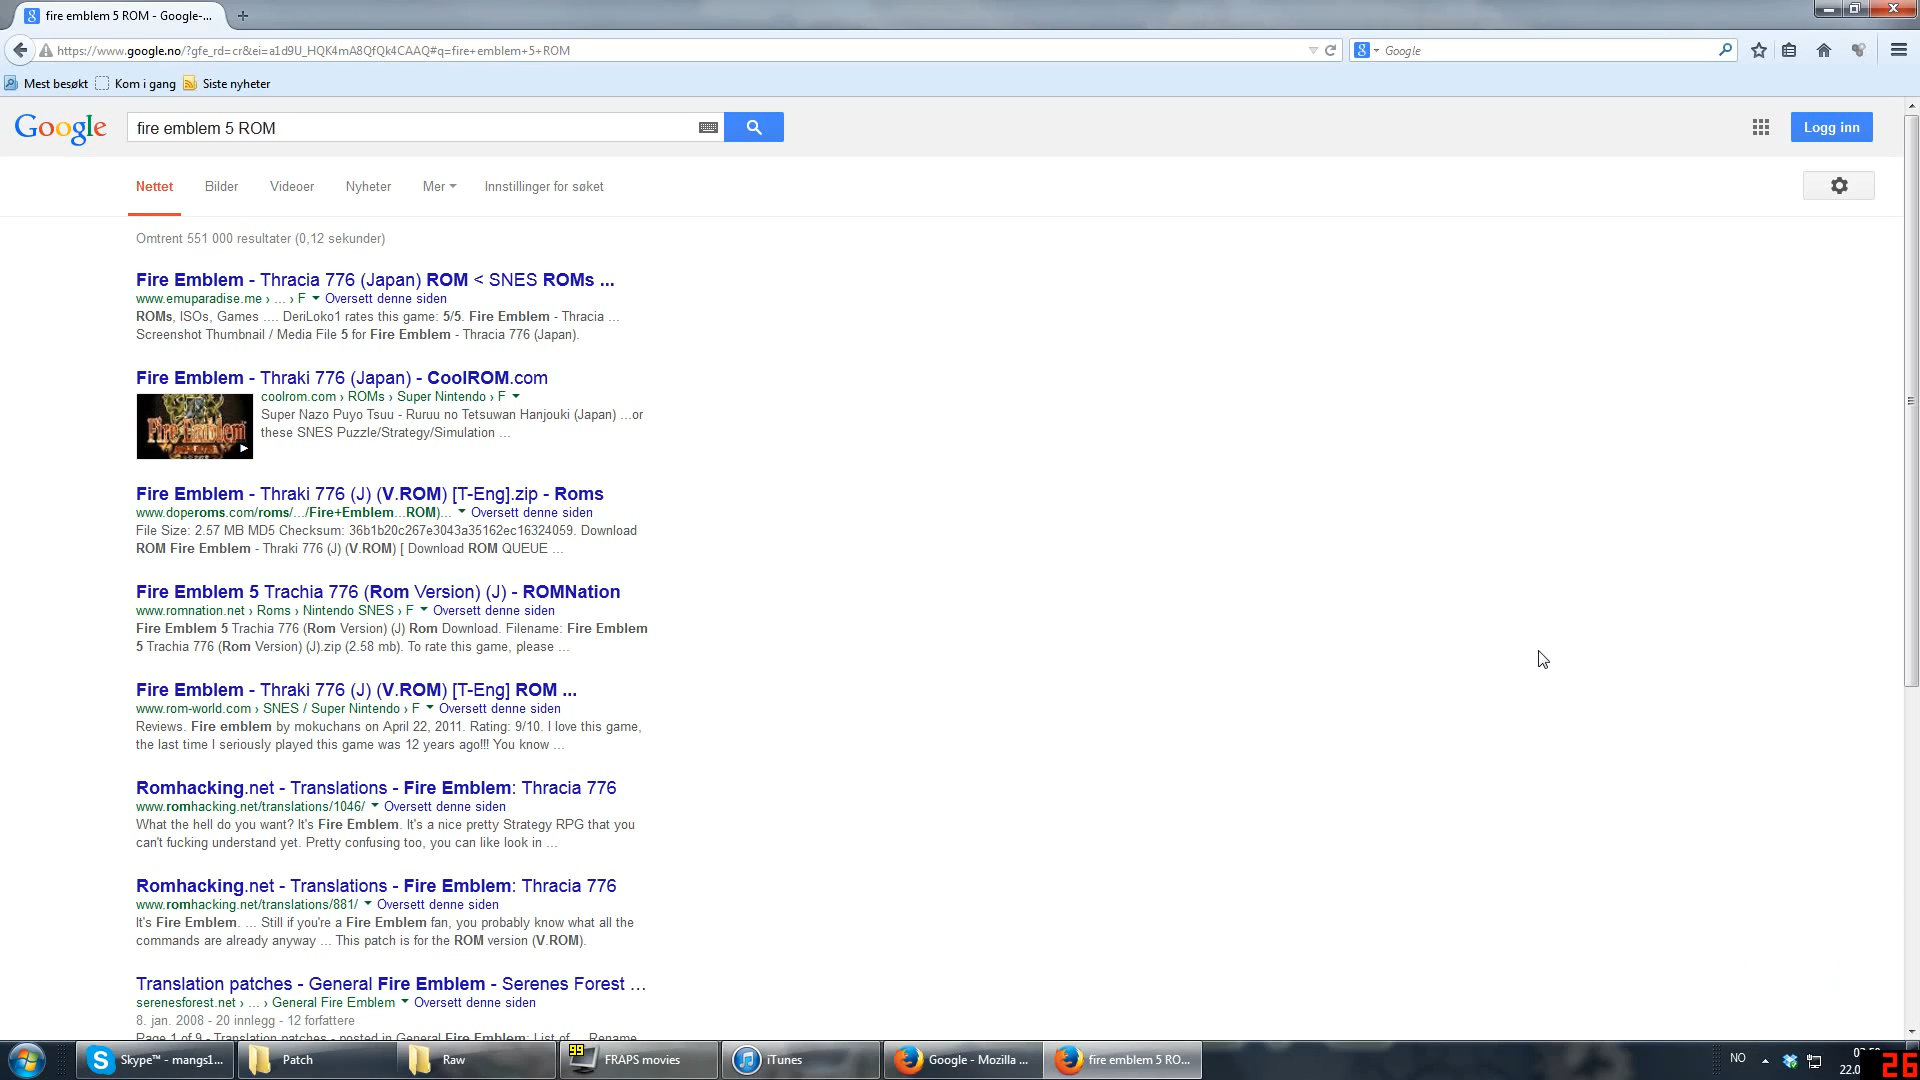 fire emblem 5 ROM - Google-...
https://www.google.no/?gfe_rd=cr&ei=a1d9U_HQK4mA8QfQk4CAAQ#q=fire+emblem+5+ROM
Google
Mest besøkt Kom i gang Siste nyheter
Google fire emblem 5 ROM Logg inn
Nettet Bilder Videoer Nyheter Mer Innstillinger for søket
Omtrent 551 000 resultater (0,12 sekunder)
Fire Emblem - Thracia 776 (Japan) ROM < SNES ROMs ...
www.emuparadise.me › ... › F Oversett denne siden
ROMs, ISOs, Games .... DeriLoko1 rates this game: 5/5. Fire Emblem - Thracia ...
Screenshot Thumbnail / Media File 5 for Fire Emblem - Thracia 776 (Japan).
Fire Emblem - Thraki 776 (Japan) - CoolROM.com
coolrom.com › ROMs › Super Nintendo › F
Fire Emblem
Super Nazo Puyo Tsuu - Ruruu no Tetsuwan Hanjouki (Japan) ...or
these SNES Puzzle/Strategy/Simulation ...
Fire Emblem - Thraki 776 (J) (V.ROM) [T-Eng].zip - Roms
www.doperoms.com/roms/.../Fire+Emblem...ROM)... Oversett denne siden
File Size: 2.57 MB MD5 Checksum: 36b1b20c267e3043a35162ec16324059. Download
ROM Fire Emblem - Thraki 776 (J) (V.ROM) [ Download ROM QUEUE ...
Fire Emblem 5 Trachia 776 (Rom Version) (J) - ROMNation
www.romnation.net › Roms › Nintendo SNES › F Oversett denne siden
Fire Emblem 5 Trachia 776 (Rom Version) (J) Rom Download. Filename: Fire Emblem
5 Trachia 776 (Rom Version) (J).zip (2.58 mb). To rate this game, please ...
Fire Emblem - Thraki 776 (J) (V.ROM) [T-Eng] ROM ...
www.rom-world.com › SNES / Super Nintendo › F Oversett denne siden
Reviews. Fire emblem by mokuchans on April 22, 2011. Rating: 9/10. I love this game,
the last time I seriously played this game was 12 years ago!!! You know ...
Romhacking.net - Translations - Fire Emblem: Thracia 776
www.romhacking.net/translations/1046/ Oversett denne siden
What the hell do you want? It's Fire Emblem. It's a nice pretty Strategy RPG that you
can't fucking understand yet. Pretty confusing too, you can like look in ...
Romhacking.net - Translations - Fire Emblem: Thracia 776
www.romhacking.net/translations/881/ Oversett denne siden
It's Fire Emblem. ... Still if you're a Fire Emblem fan, you probably know what all the
commands are already anyway ... This patch is for the ROM version (V.ROM).
Translation patches - General Fire Emblem - Serenes Forest ...
serenesforest.net › ... › General Fire Emblem Oversett denne siden
8. jan. 2008 - 20 innlegg - 12 forfattere
Page 1 of 9 - Translation patches - posted in General Fire Emblem: List of ... Rename
Skype™ - mangs1... Patch Raw 99 FRAPS movies iTunes Google - Mozilla ... fire emblem 5 RO... NO
22.0
26